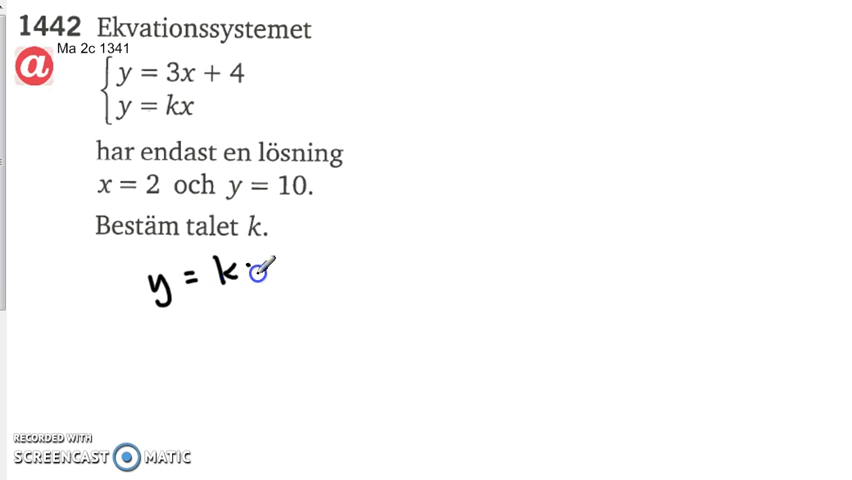 1442 Ekvationssystemet
Ma 2c 1341
a
y = 3x + 4
y = kx
har endast en lösning
x = 2 och y = 10.
Bestäm talet k.
y = k
RECORDED WITH
SCREENCAST MATIC